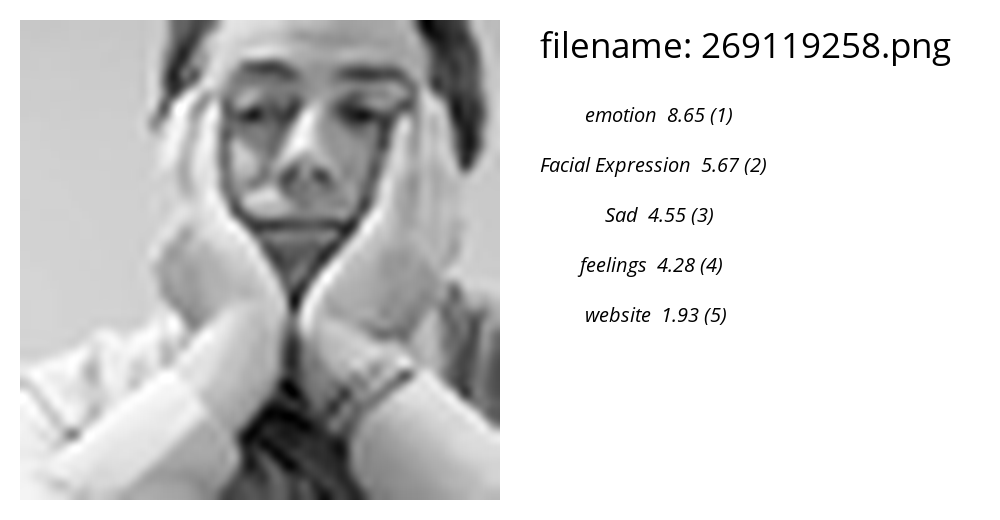 filename: 269119258.png
emotion 8.65 (1)
Facial Expression 5.67 (2)
Sad 4.55 (3)
feelings 4.28 (4)
website 1.93 (5)